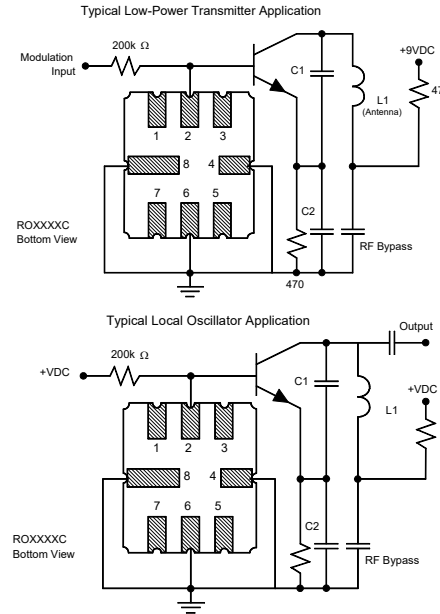 Typical Low-Power Transmitter Application
Modulation
Input
200k Ω
C1
+9VDC
47
L1
(Antenna)
1
2
3
8
4
7
6
5
ROXXXXC
Bottom View
C2
RF Bypass
470
Typical Local Oscillator Application
Output
+VDC
200k Ω
C1
+VDC
L1
1
2
3
8
4
7
6
5
ROXXXXC
Bottom View
C2
RF Bypass